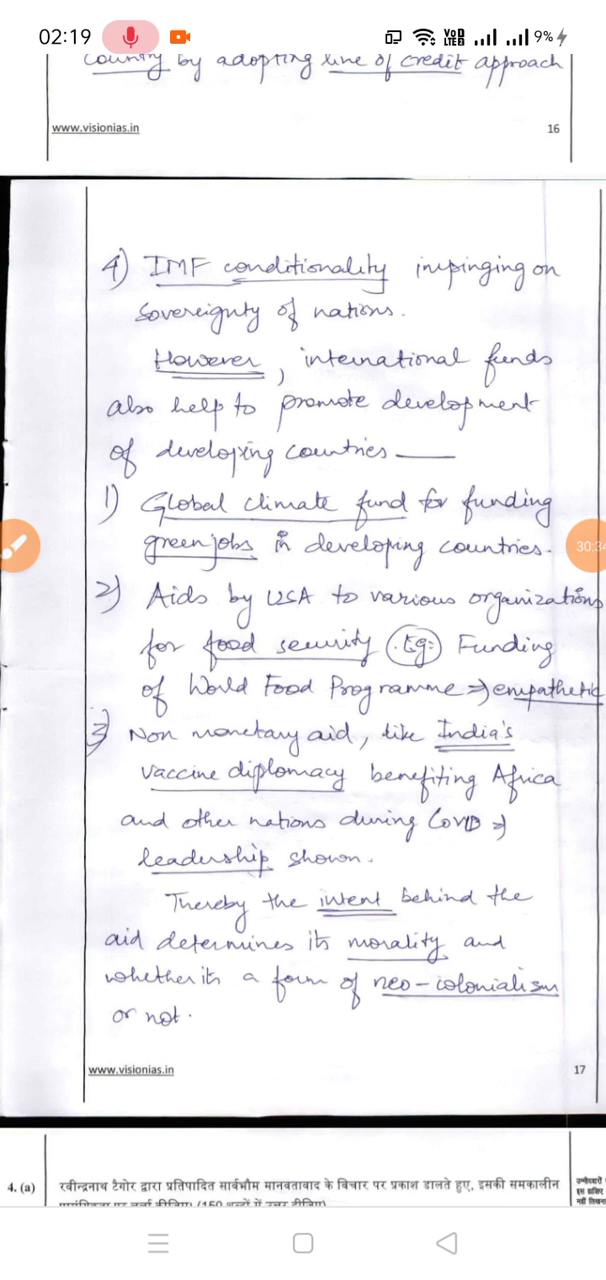 02:19
VoD
LTE2
9%
country by adopting line of credit approach
www.visionias.in
16
4) IMF conditionality impinging on
sovereignty of nations.
However, international funds
also help to promote development
of developing countries —
1) Global climate fund for funding
green jobs in developing countries.
2) Aids by USA to various organizations
for food security Eg: Funding
of World Food Programme ⇒ empathetic
3) Non monetary aid, like India's
vaccine diplomacy benefiting Africa
and other nations during Covid ⇒
leadership shown.
Thereby the intent behind the
aid determines its morality and
whether its a form of neo-colonialism
or not.
www.visionias.in
17
30:3
4. (a) रवीन्द्रनाथ टैगोर द्वारा प्रतिपादित सार्वभौम मानवतावाद के विचार पर प्रकाश डालते हुए, इसकी समकालीन